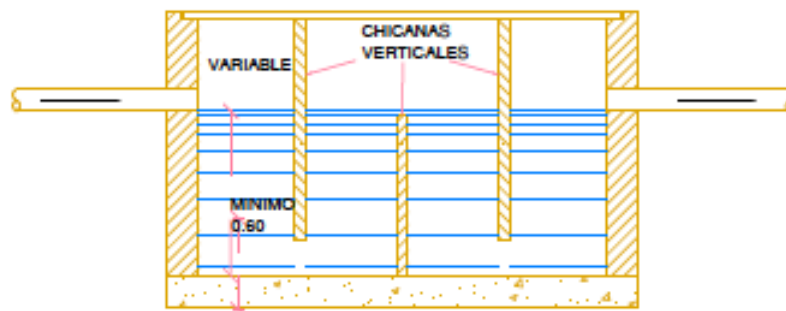 CHICANAS
VERTICALES
VARIABLE
MINIMO
0.60